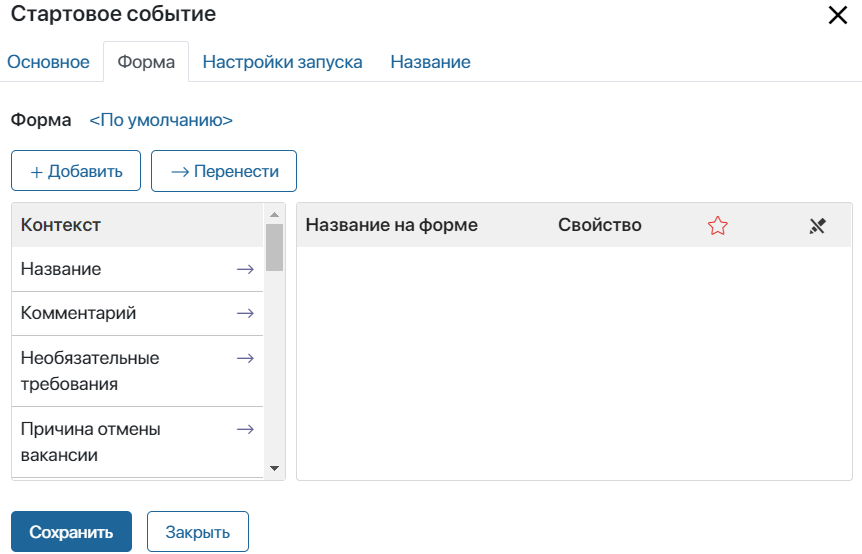 Стартовое событие
Основное Форма Настройки запуска Название
Форма <По умолчанию>
+ Добавить → Перенести
Контекст Название на форме Свойство
Название →
Комментарий →
Необязательные →
требования
Причина отмены →
вакансии
Сохранить Закрыть